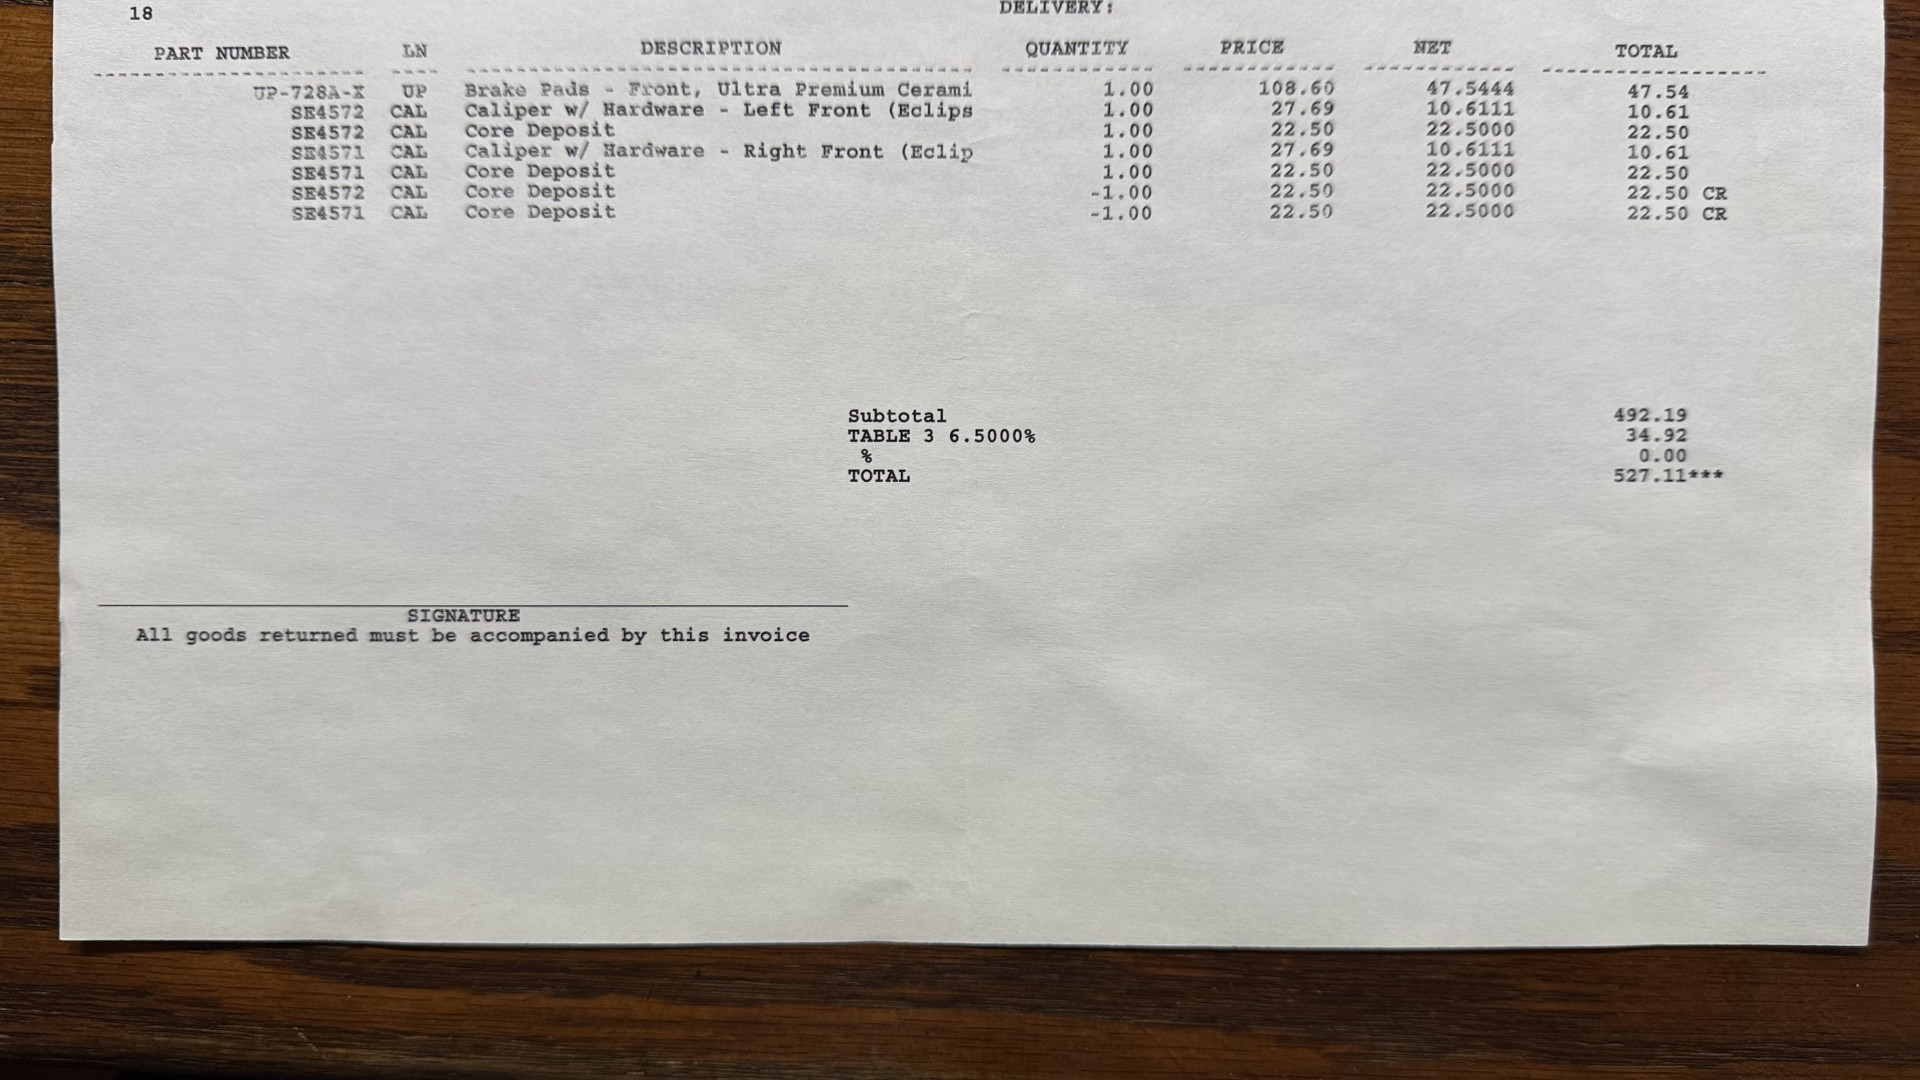 18 DELIVERY:
PART NUMBER LN DESCRIPTION QUANTITY PRICE NET TOTAL
UP-728A-X UP Brake Pads - Front, Ultra Premium Cerami 1.00 108.60 47.5444 47.54
SE4572 CAL Caliper w/ Hardware - Left Front (Eclips 1.00 27.69 10.6111 10.61
SE4572 CAL Core Deposit 1.00 22.50 22.5000 22.50
SE4571 CAL Caliper w/ Hardware - Right Front (Eclip 1.00 27.69 10.6111 10.61
SE4571 CAL Core Deposit 1.00 22.50 22.5000 22.50
SE4572 CAL Core Deposit -1.00 22.50 22.5000 22.50 CR
SE4571 CAL Core Deposit -1.00 22.50 22.5000 22.50 CR
Subtotal 492.19
TABLE 3 6.5000% 34.92
% 0.00
TOTAL 527.11***
SIGNATURE
All goods returned must be accompanied by this invoice